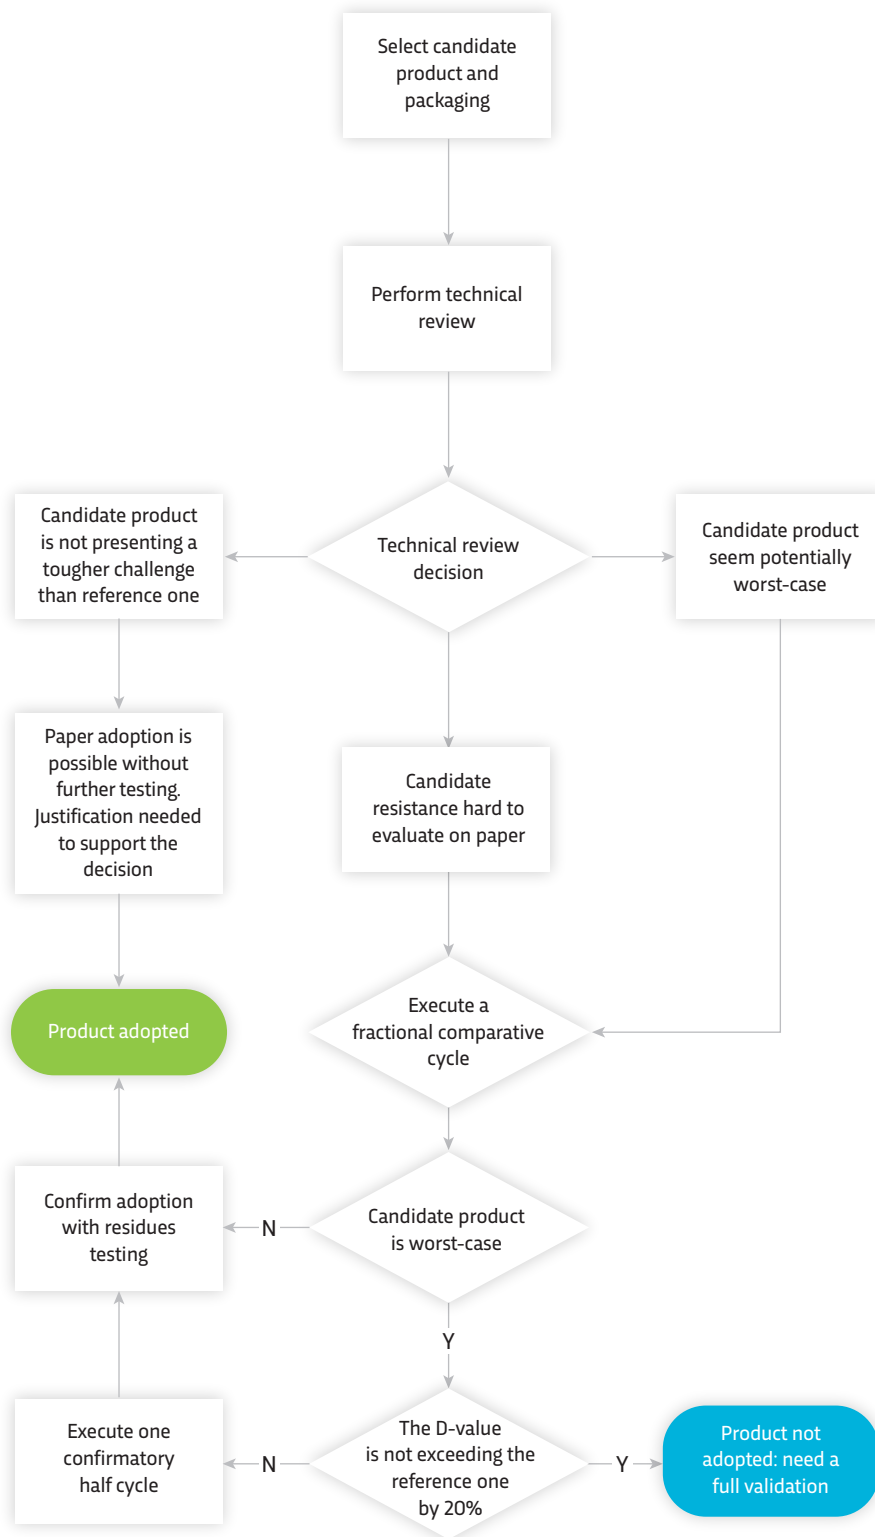 Select candidate
product and
packaging
Perform technical
review
Technical review
decision
Candidate product
is not presenting a
tougher challenge
than reference one
Candidate product
seem potentially
worst-case
Paper adoption is
possible without
further testing.
Justification needed
to support the
decision
Candidate
resistance hard to
evaluate on paper
Product adopted
Execute a
fractional comparative
cycle
Confirm adoption
with residues
testing
N
Candidate product
is worst-case
Y
Execute one
confirmatory
half cycle
N
The D-value
is not exceeding the
reference one
by 20%
Y
Product not
adopted: need a
full validation